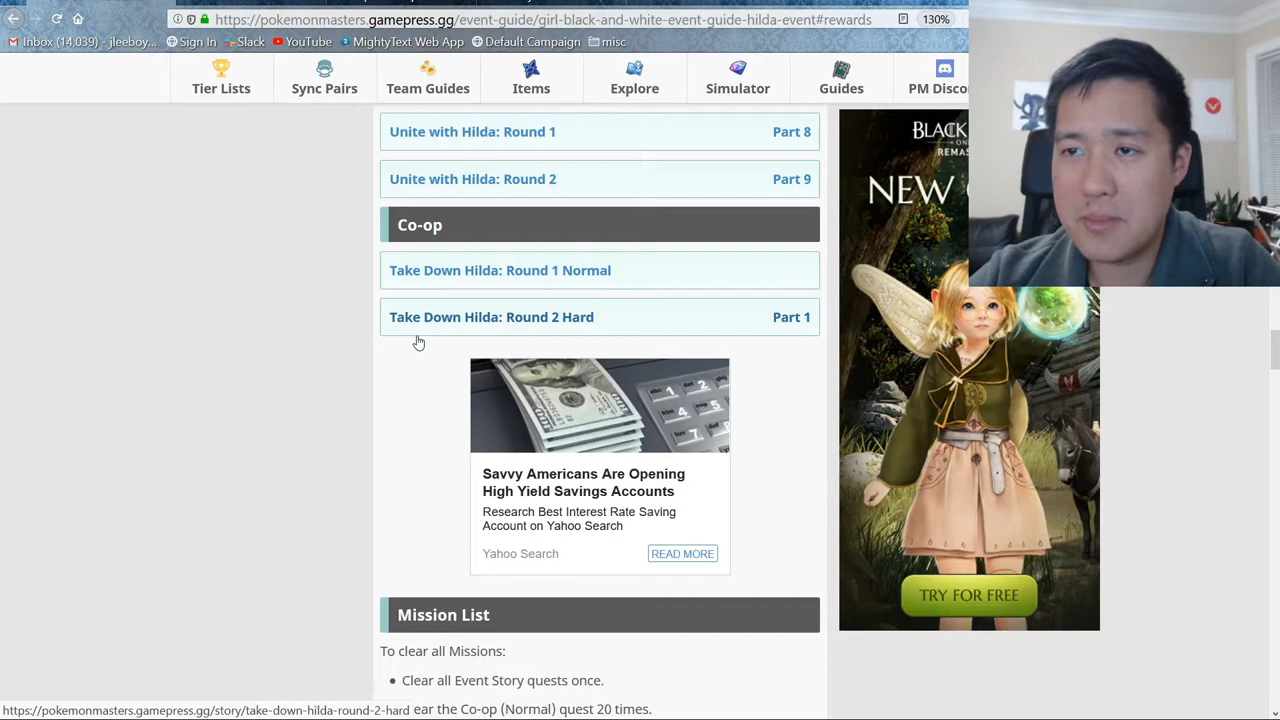 https://pokemonmasters.gamepress.gg/event-guide/girl-black-and-white-event-guide-hilda-event#rewards
130%
Inbox (14,039) - jleeboy...
Sign In
Slack
YouTube
MightyText Web App
Default Campaign
misc
Tier Lists
Sync Pairs
Team Guides
Items
Explore
Simulator
Guides
PM Disco
Unite with Hilda: Round 1 Part 8
Unite with Hilda: Round 2 Part 9
Co-op
Take Down Hilda: Round 1 Normal
Take Down Hilda: Round 2 Hard Part 1
BLACK
REMAS
NEW
Savvy Americans Are Opening
High Yield Savings Accounts
Research Best Interest Rate Saving
Account on Yahoo Search
Yahoo Search
READ MORE
TRY FOR FREE
Mission List
To clear all Missions:
Clear all Event Story quests once.
https://pokemonmasters.gamepress.gg/story/take-down-hilda-round-2-hard
ear the Co-op (Normal) quest 20 times.